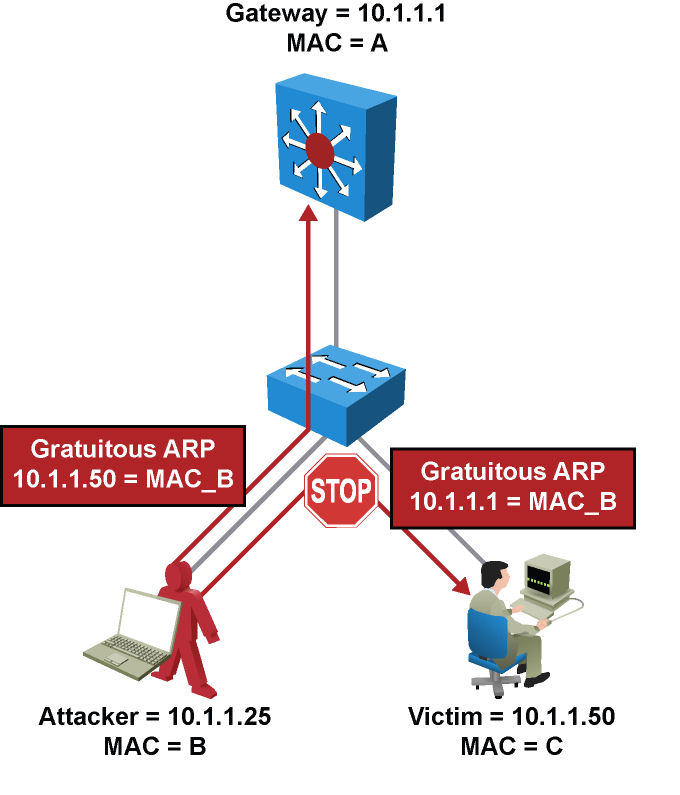 Gateway = 10.1.1.1
MAC = A
Gratuitous ARP
10.1.1.50 = MAC_B
STOP
Gratuitous ARP
10.1.1.1 = MAC_B
Attacker = 10.1.1.25
MAC = B
Victim = 10.1.1.50
MAC = C